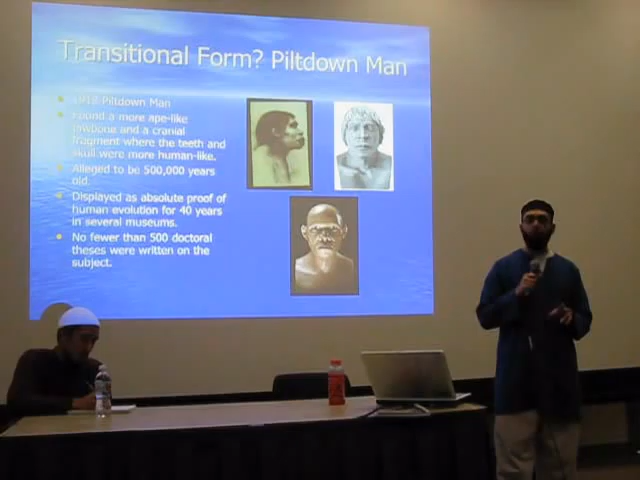 Transitional Form? Piltdown Man
1912 Piltdown Man
Found a more ape-like
jawbone and a cranial
fragment where the teeth and
skull were more human-like.
Alleged to be 500,000 years
old.
Displayed as absolute proof of
human evolution for 40 years
in several museums.
No fewer than 500 doctoral
theses were written on the
subject.